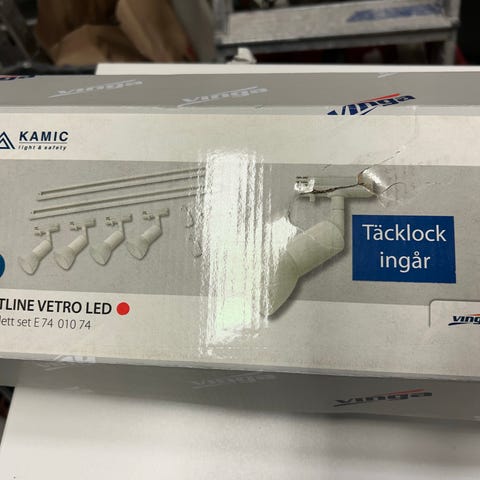 vinga
vinga
vinga
KAMIC
light & safety
Täcklock
ingår
TLINE VETRO LED
lett set E 74 010 74
vinga
vinga